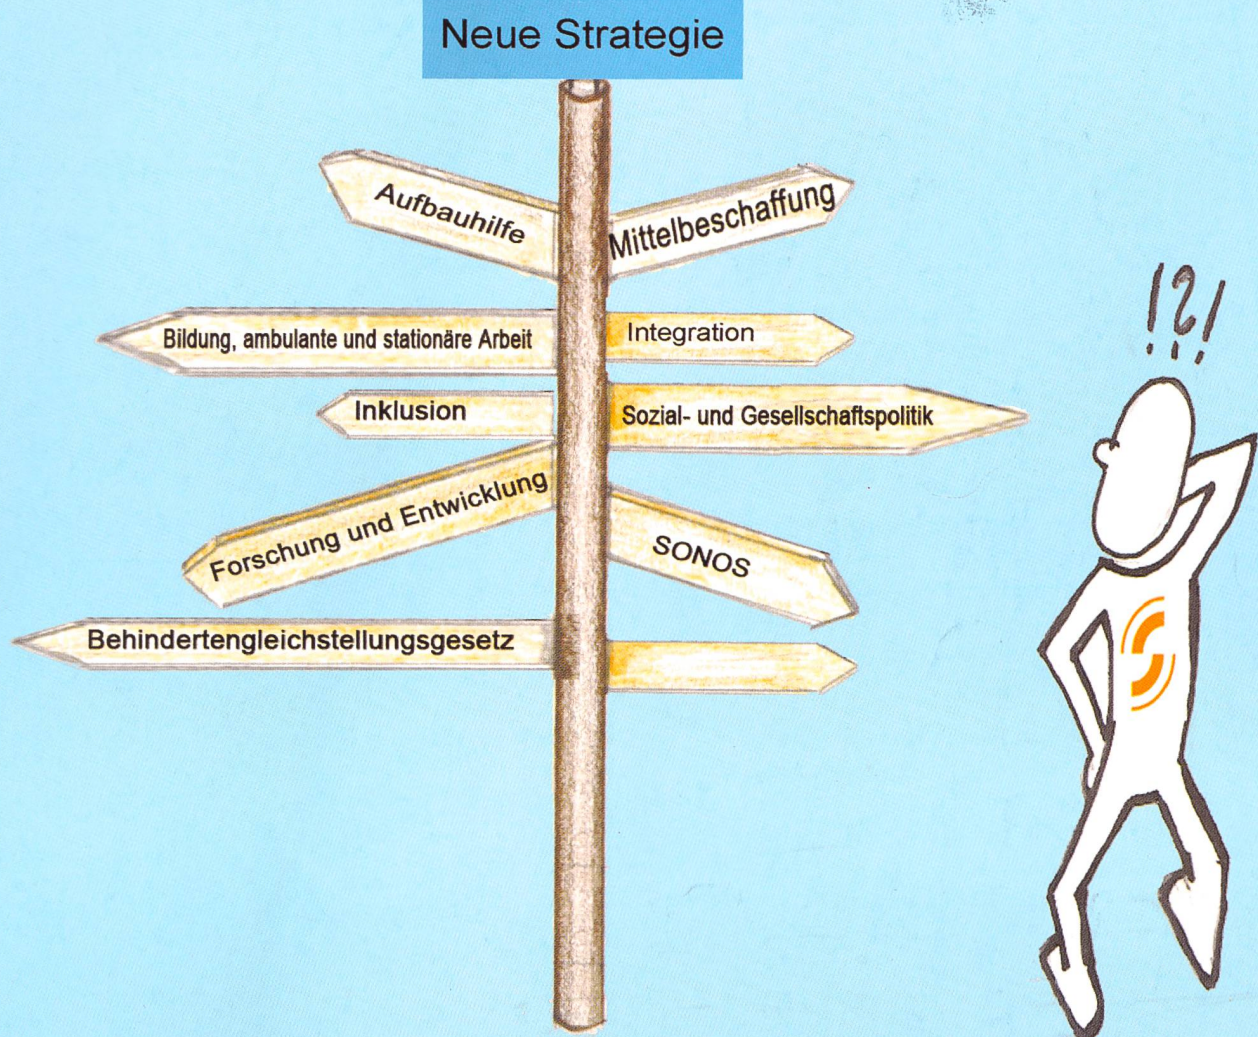 Neue Strategie
Aufbauhilfe
Mittelbeschaffung
Bildung, ambulante und stationäre Arbeit
Integration
Inklusion
Sozial- und Gesellschaftspolitik
Forschung und Entwicklung
SONOS
Behindertengleichstellungsgesetz
!?!